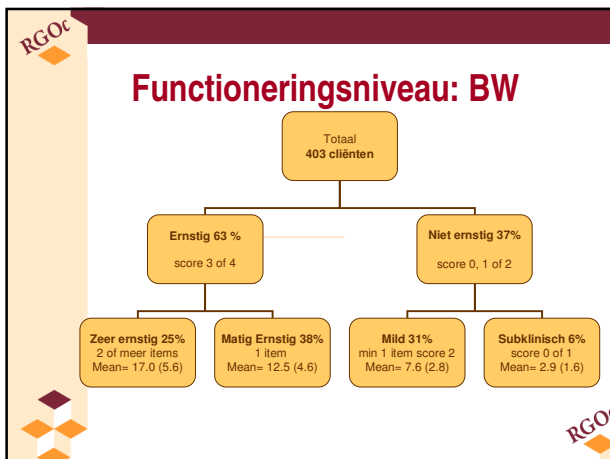 RGOc
Functioneringsniveau: BW
Totaal
403 cliënten
Ernstig 63 %
score 3 of 4
Niet ernstig 37%
score 0, 1 of 2
Zeer ernstig 25%
2 of meer items
Mean= 17.0 (5.6)
Matig Ernstig 38%
1 item
Mean= 12.5 (4.6)
Mild 31%
min 1 item score 2
Mean= 7.6 (2.8)
Subklinisch 6%
score 0 of 1
Mean= 2.9 (1.6)
RGOc